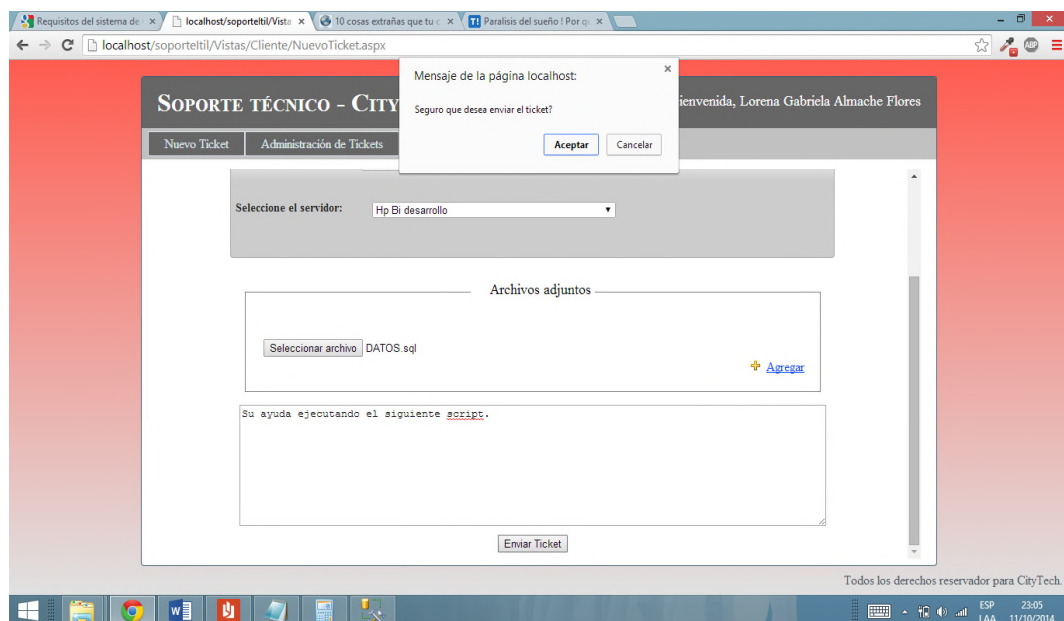 Requisitos del sistema de
localhost/soporteItil/Vista
10 cosas extrañas que tu c
Paralisis del sueño ! Por qu
localhost/soporteItil/Vistas/Cliente/NuevoTicket.aspx
ABP
Mensaje de la página localhost:
Seguro que desea enviar el ticket?
Aceptar
Cancelar
SOPORTE TÉCNICO - CITY
ienvenida, Lorena Gabriela Almache Flores
Nuevo Ticket
Administración de Tickets
Seleccione el servidor:
Hp Bi desarrollo
Archivos adjuntos
Seleccionar archivo DATOS.sql
Agregar
Su ayuda ejecutando el siguiente script.
Enviar Ticket
Todos los derechos reservador para CityTech.
ESP
LAA
23:05
11/10/2014